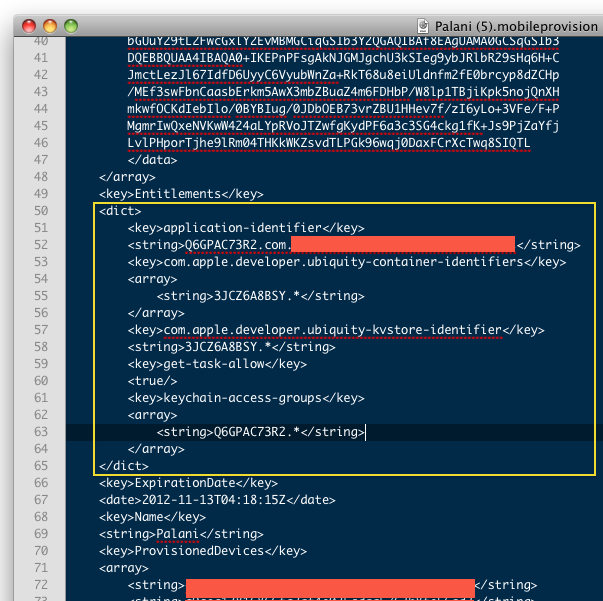 Palani (5).mobileprovision
40 bGUuY29tL2FwcGxlY2EvMBMGCiqGSIb3Y2QGAQIBAf8EAgUAMA0GCSqGSIb3
41 DQEBBQUAA4IBAQA0+IKEPnPFsgAkNJGMJgchU3kSIeg9ybJRlbR29sHq6H+C
42 JmctLezJl67IdfD6UyyC6VyubWnZa+RkT68u8eiUldnfm2fE0brcyp8dZCHp
43 /MEf3swFbnCaasbErkm5AwX3mbZBuaZ4m6FDHbP/W8lp1TBjiKpk5nojQnXH
44 mkwfOCKdIebIlo/0BYBIug/0JDbOEB73vrZBU1HHev7f/zI6yLo+3VFe/F+P
45 MgmrIwQxeNVKwW4Z4aLYpRVoJTZwfgKydPF6a3c3SG4ckg1fK+Js9PjZaYfj
46 LvlPHporTjhe9lRm04THKkWKZsvdTLPGk96wqj0DaxFCrXcTwq8SIQTL
47 </data>
48 </array>
49 <key>Entitlements</key>
50 <dict>
51 <key>application-identifier</key>
52 <string>Q6GPAC73R2.com.</string>
53 <key>com.apple.developer.ubiquity-container-identifiers</key>
54 <array>
55 <string>3JCZ6A8BSY.*</string>
56 </array>
57 <key>com.apple.developer.ubiquity-kvstore-identifier</key>
58 <string>3JCZ6A8BSY.*</string>
59 <key>get-task-allow</key>
60 <true/>
61 <key>keychain-access-groups</key>
62 <array>
63 <string>Q6GPAC73R2.*</string>
64 </array>
65 </dict>
66 <key>ExpirationDate</key>
67 <date>2012-11-13T04:18:15Z</date>
68 <key>Name</key>
69 <string>Palani</string>
70 <key>ProvisionedDevices</key>
71 <array>
72 <string></string>